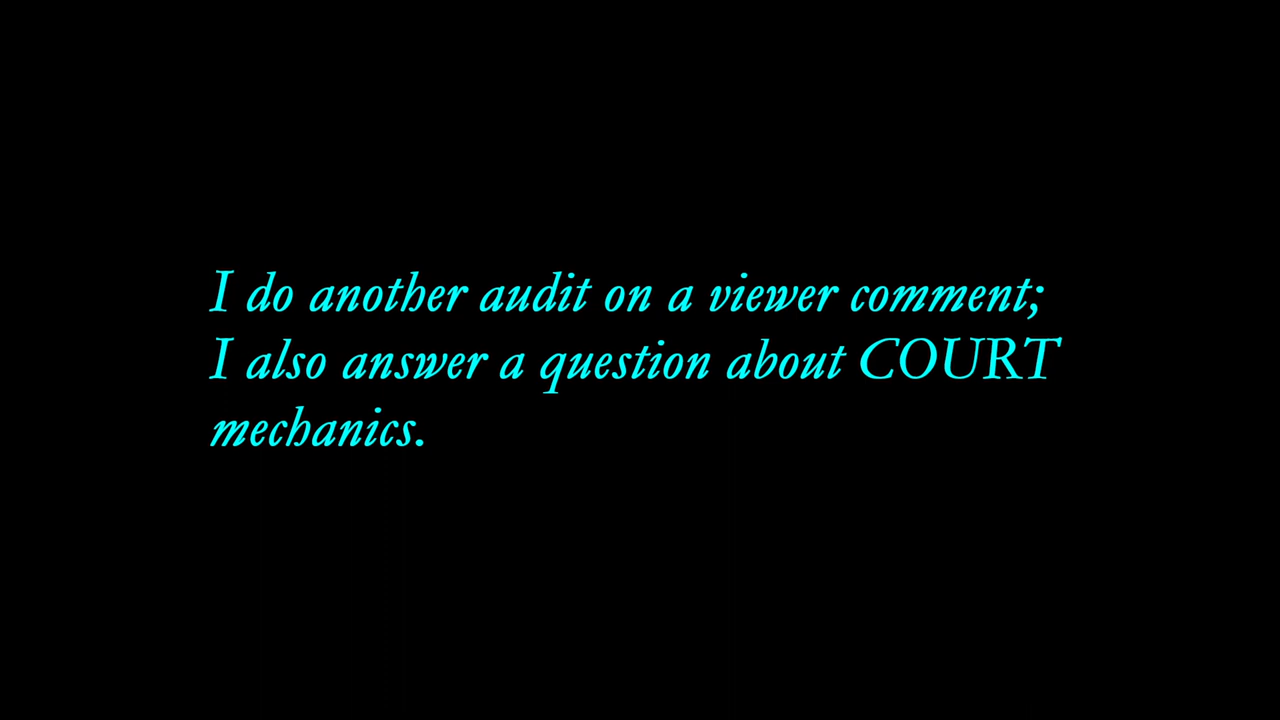 I do another audit on a viewer comment;
I also answer a question about COURT
mechanics.